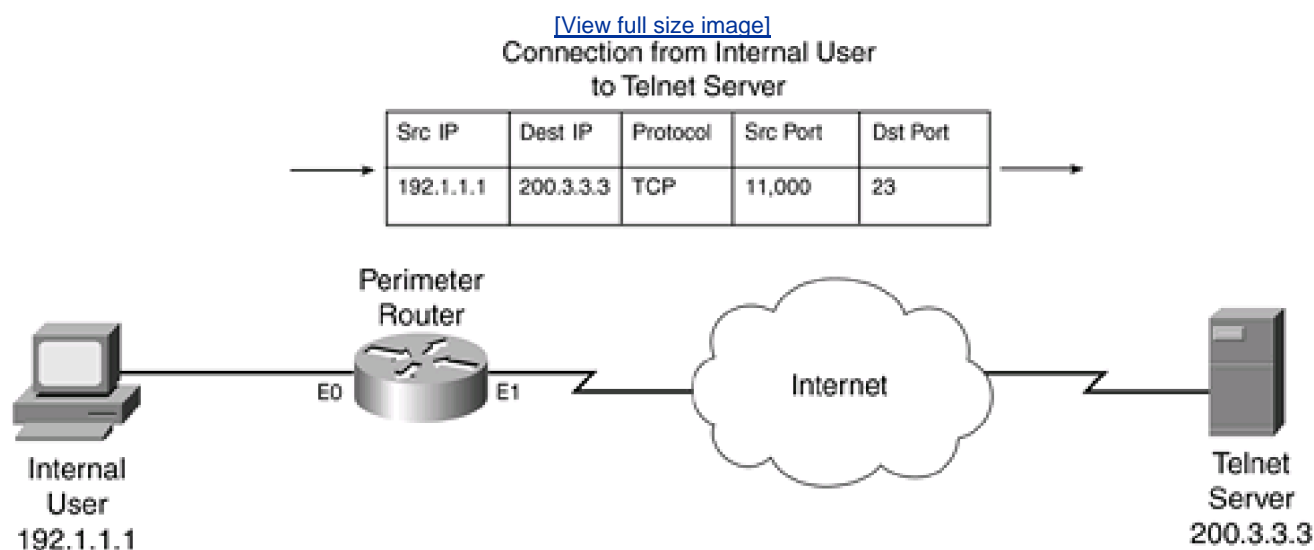 [View full size image]
Connection from Internal User
to Telnet Server
Src IP Dest IP Protocol Src Port Dst Port
192.1.1.1 200.3.3.3 TCP 11,000 23
Perimeter
Router
E0 E1
Internet
Internal
User
192.1.1.1
Telnet
Server
200.3.3.3